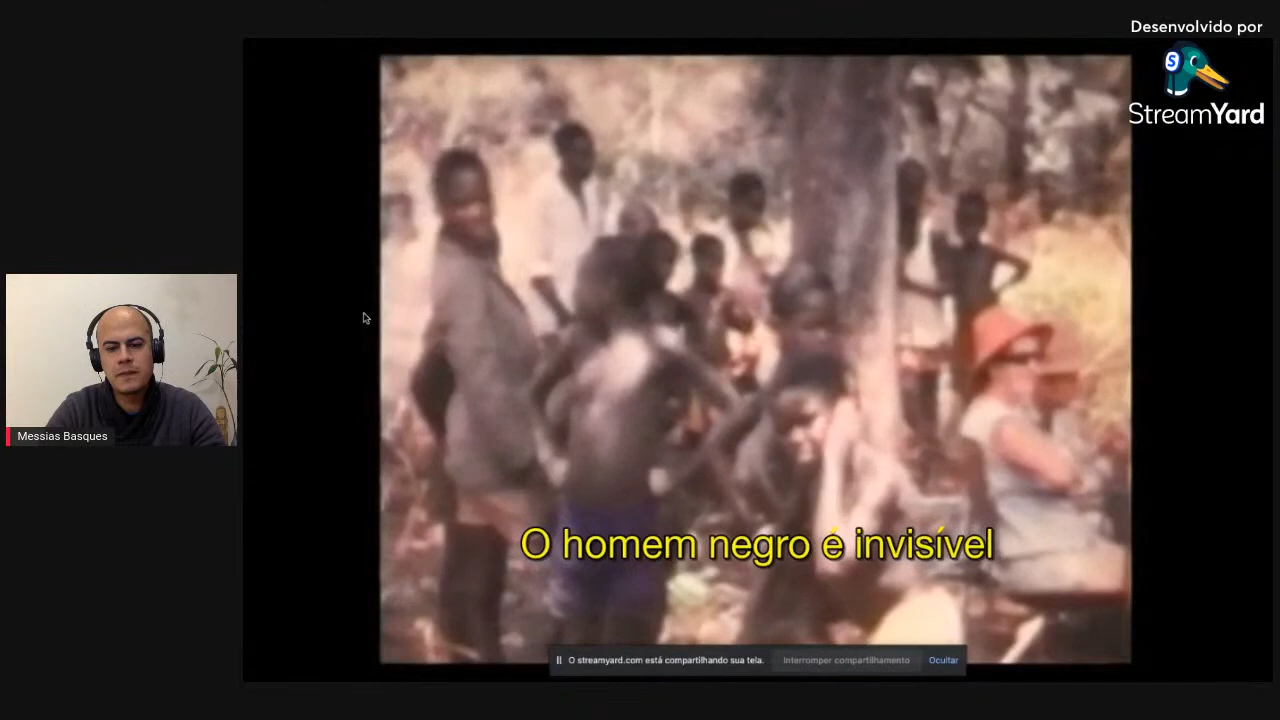 Desenvolvido por
StreamYard
Messias Basques
O homem negro é invisível
O streamyard.com está compartilhando sua tela. Interromper compartilhamento Ocultar